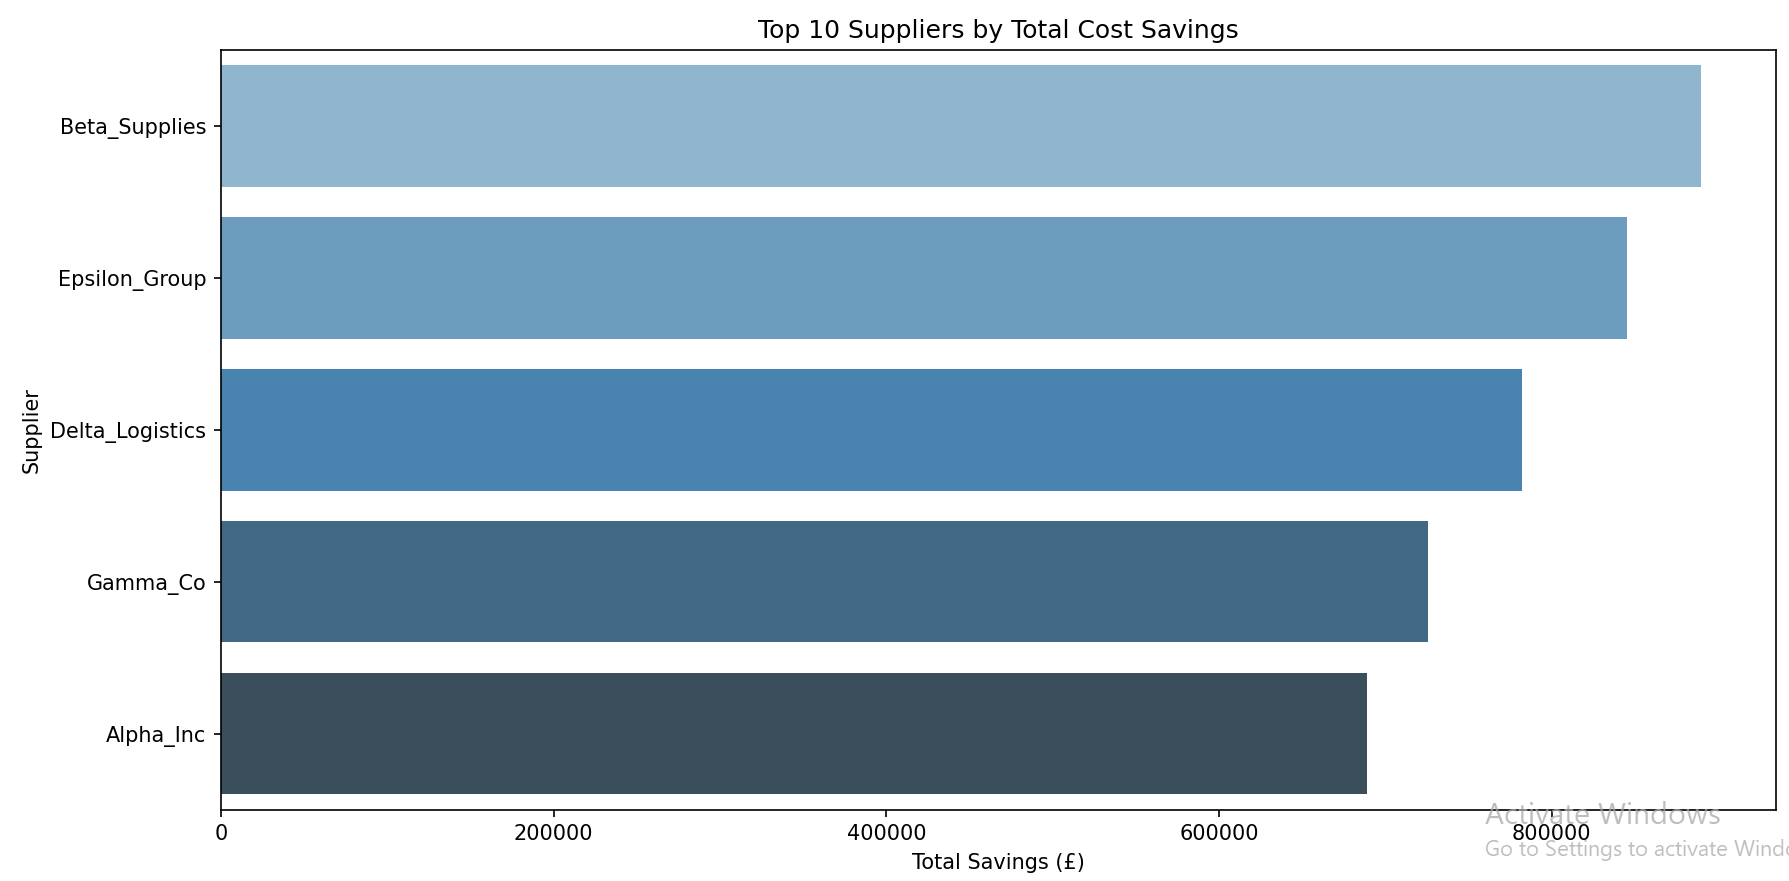 Top 10 Suppliers by Total Cost Savings
Supplier
Beta_Supplies
Epsilon_Group
Delta_Logistics
Gamma_Co
Alpha_Inc
0 200000 400000 600000 800000
Total Savings (£)
Activate Windows
Go to Settings to activate Windo